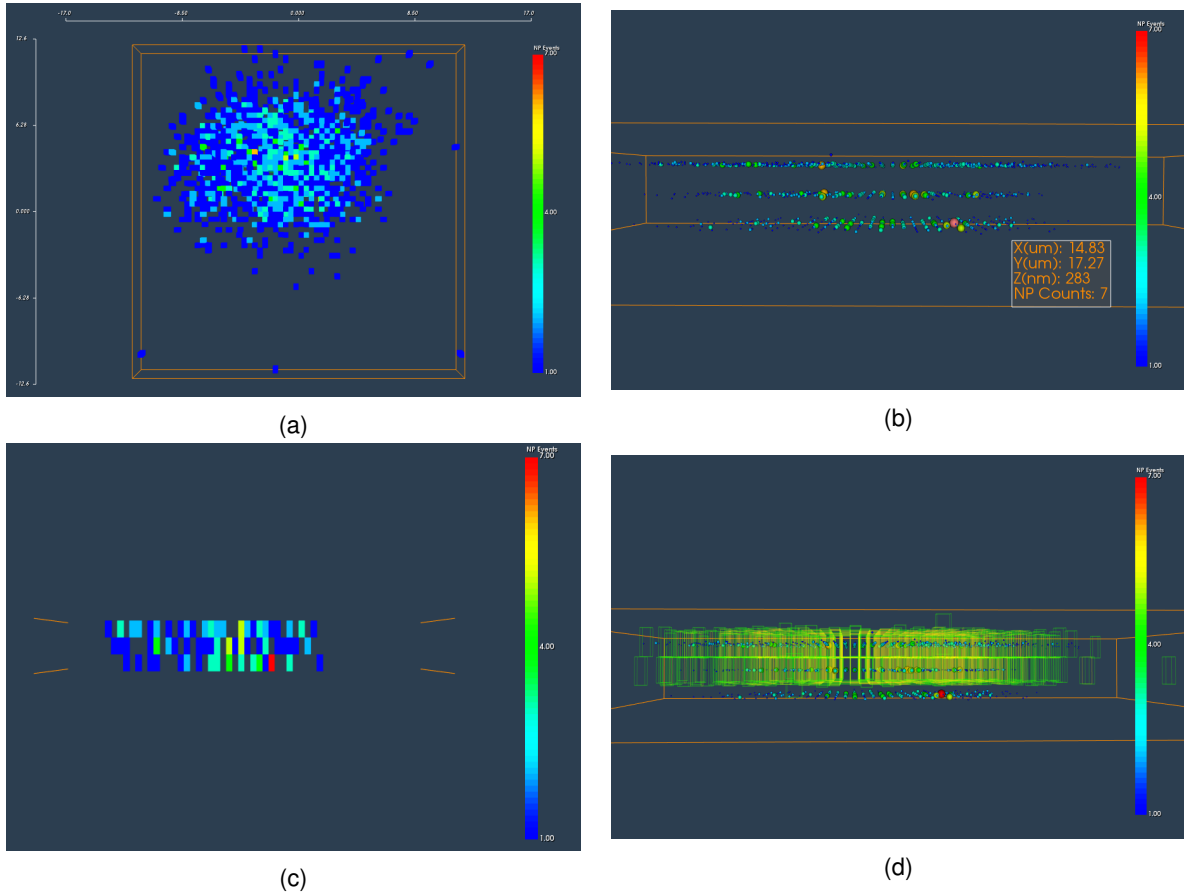 -17.0 -8.50 0.000 8.50 17.0
12.6
6.28
0.000
-6.28
-12.6
NP Events
7.00
4.00
1.00
(a)
NP Events
7.00
4.00
1.00
X(um): 14.83
Y(um): 17.27
Z(nm): 283
NP Counts: 7
(b)
NP Events
7.00
4.00
1.00
(c)
NP Events
7.00
4.00
1.00
(d)